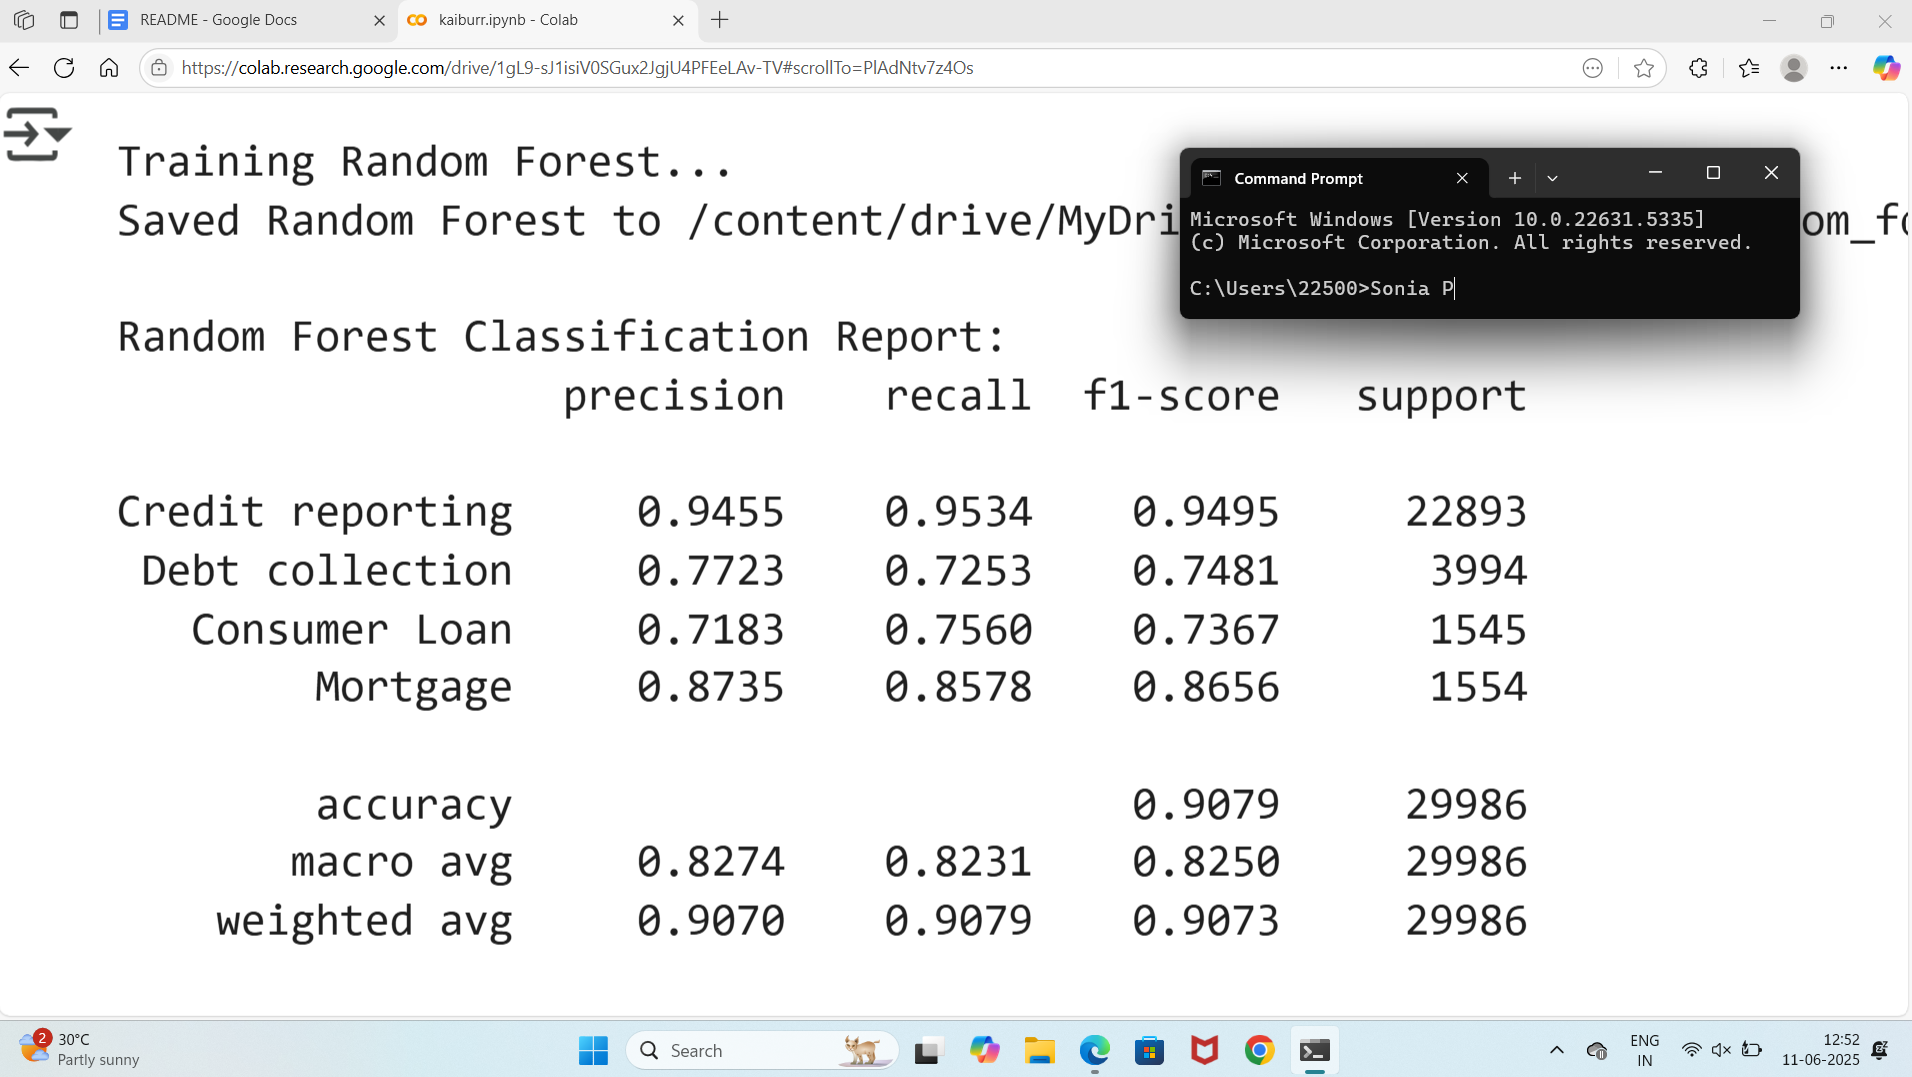 README - Google Docs
kaiburr.ipynb - Colab
https://colab.research.google.com/drive/1gL9-sJ1isiV0SGux2JgjU4PFEeLAv-TV#scrollTo=PlAdNtv7z4Os
Training Random Forest...
Saved Random Forest to /content/drive/MyDri
om_fo
Command Prompt
Microsoft Windows [Version 10.0.22631.5335]
(c) Microsoft Corporation. All rights reserved.
C:\Users\22500>Sonia P
Random Forest Classification Report:
precision recall f1-score support
Credit reporting 0.9455 0.9534 0.9495 22893
Debt collection 0.7723 0.7253 0.7481 3994
Consumer Loan 0.7183 0.7560 0.7367 1545
Mortgage 0.8735 0.8578 0.8656 1554
accuracy 0.9079 29986
macro avg 0.8274 0.8231 0.8250 29986
weighted avg 0.9070 0.9079 0.9073 29986
2
30°C
Partly sunny
Search
ENG
IN
12:52
11-06-2025